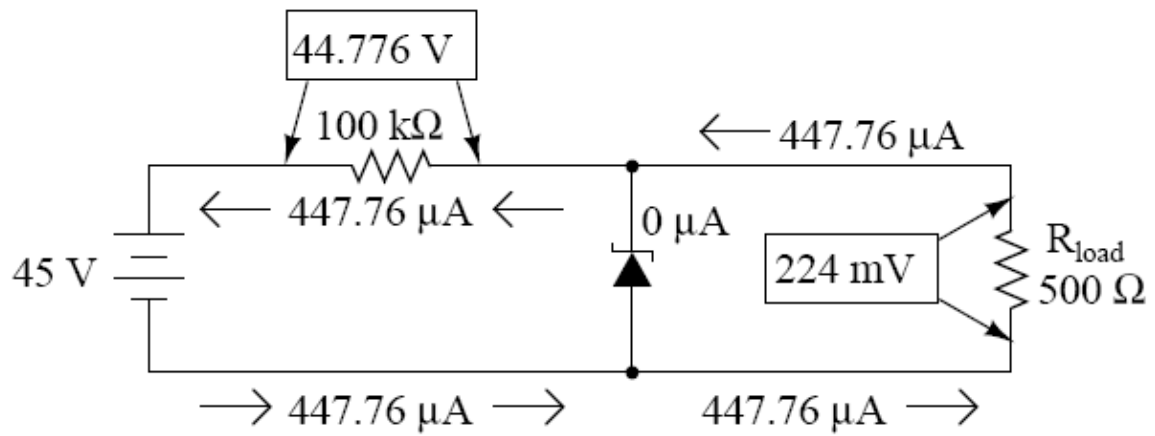 44.776 V
100 kΩ
447.76 µA
447.76 µA
0 µA
45 V
224 mV
R_load
500 Ω
447.76 µA
447.76 µA